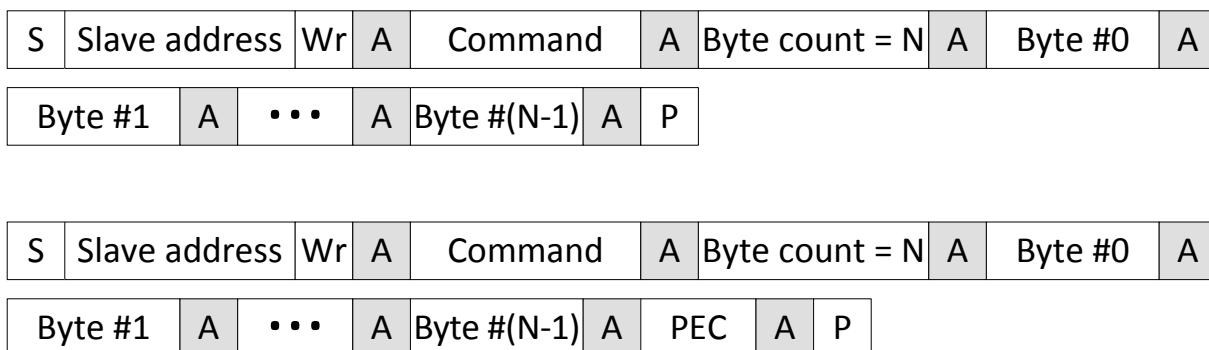 S Slave address Wr A Command A Byte count = N A Byte #0 A
Byte #1 A • • • A Byte #(N-1) A P
S Slave address Wr A Command A Byte count = N A Byte #0 A
Byte #1 A • • • A Byte #(N-1) A PEC A P